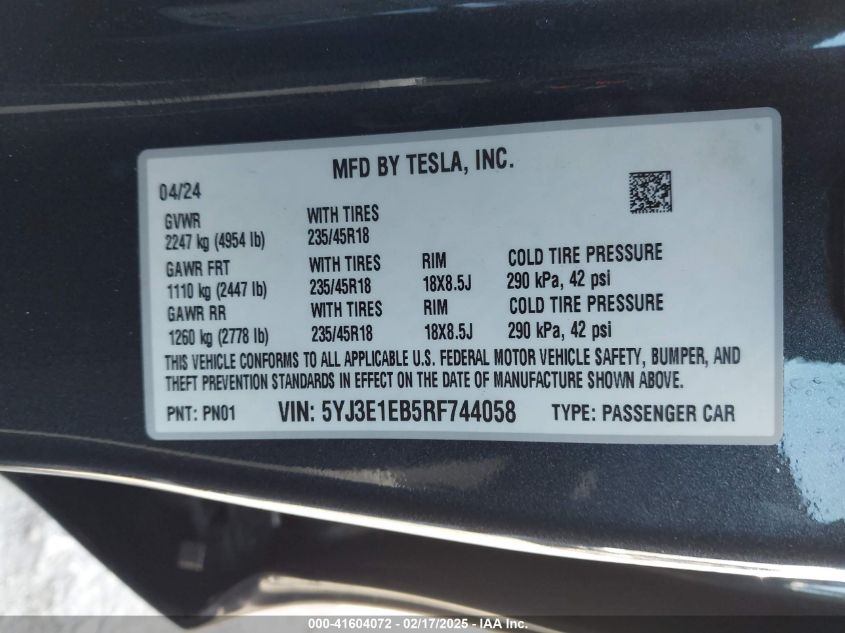 MFD BY TESLA, INC.
04/24
GVWR WITH TIRES
2247 kg (4954 lb) 235/45R18
GAWR FRT WITH TIRES RIM COLD TIRE PRESSURE
1110 kg (2447 lb) 235/45R18 18X8.5J 290 kPa, 42 psi
GAWR RR WITH TIRES RIM COLD TIRE PRESSURE
1260 kg (2778 lb) 235/45R18 18X8.5J 290 kPa, 42 psi
THIS VEHICLE CONFORMS TO ALL APPLICABLE U.S. FEDERAL MOTOR VEHICLE SAFETY, BUMPER, AND
THEFT PREVENTION STANDARDS IN EFFECT ON THE DATE OF MANUFACTURE SHOWN ABOVE.
PNT: PN01 VIN: 5YJ3E1EB5RF744058 TYPE: PASSENGER CAR
000-41604072 - 02/17/2025 - IAA Inc.